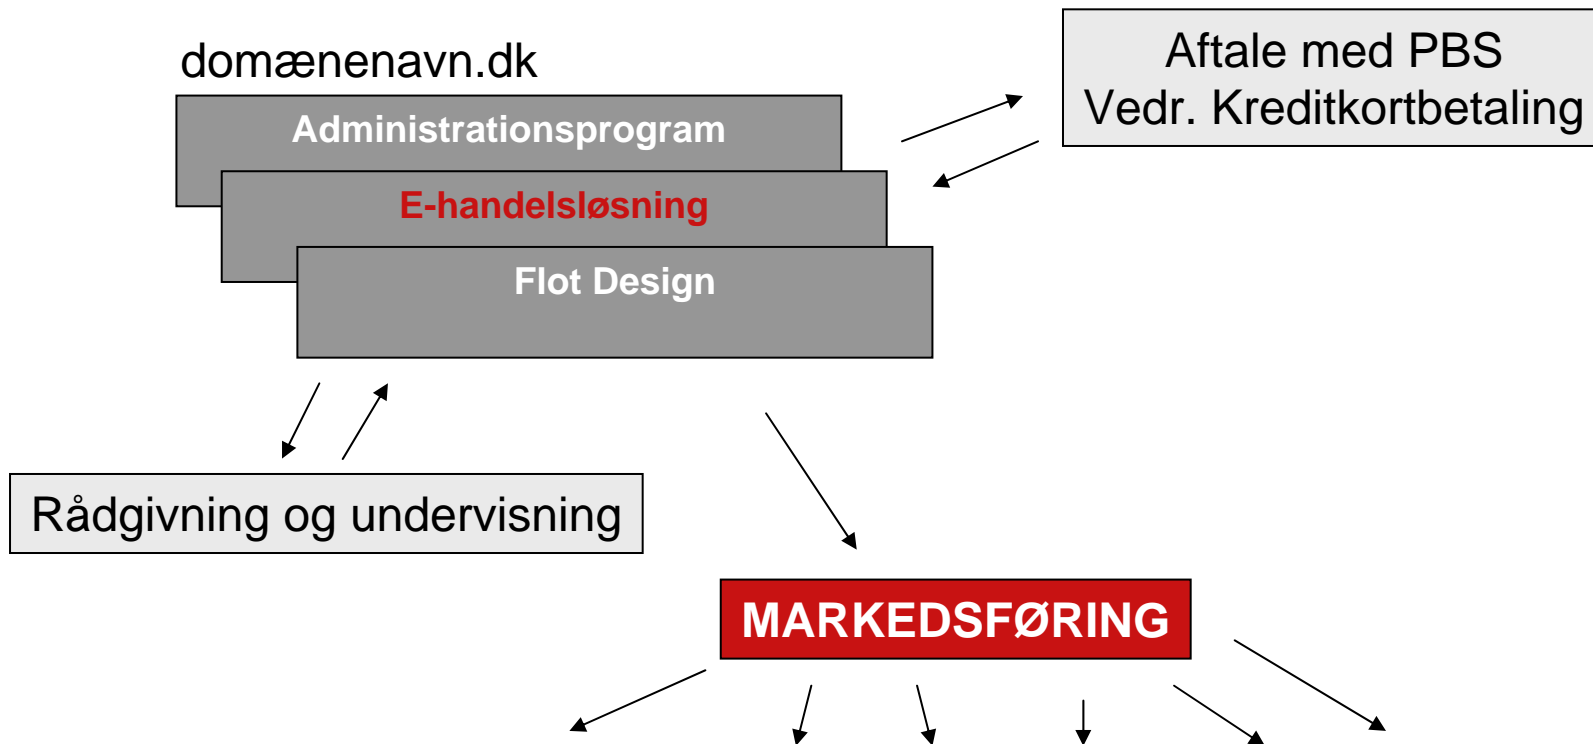 domænenavn.dk
Administrationsprogram
E-handelsløsning
Flot Design
Aftale med PBS
Vedr. Kreditkortbetaling
Rådgivning og undervisning
MARKEDSFØRING